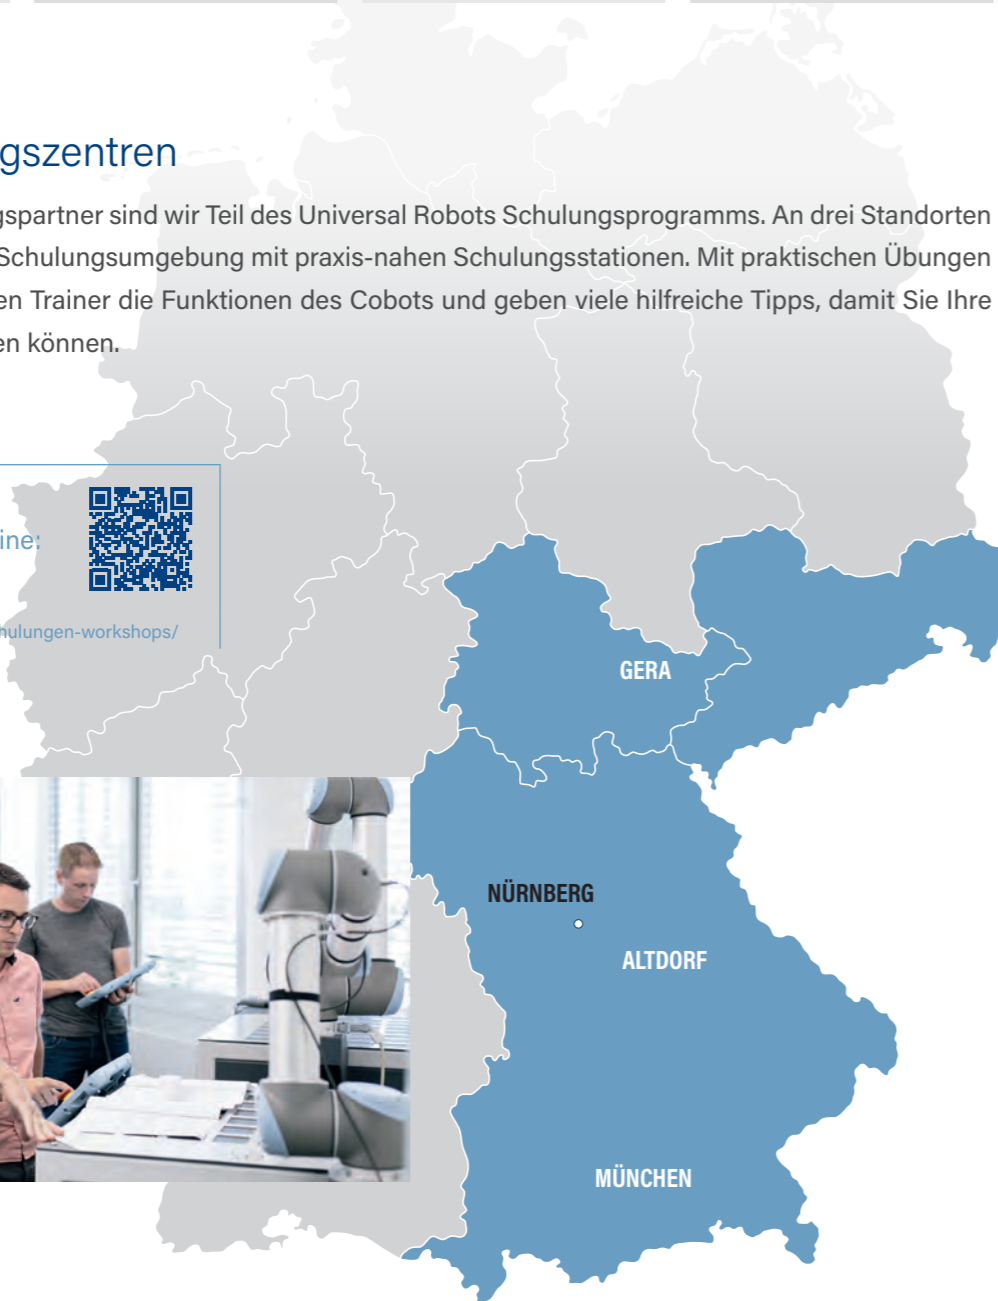 gszentren
gspartner sind wir Teil des Universal Robots Schulungsprogramms. An drei Standorten
Schulungsumgebung mit praxis-nahen Schulungsstationen. Mit praktischen Übungen
en Trainer die Funktionen des Cobots und geben viele hilfreiche Tipps, damit Sie Ihre
en können.
ine:
hulungen-workshops/
GERA
NÜRNBERG
ALTDORF
MÜNCHEN